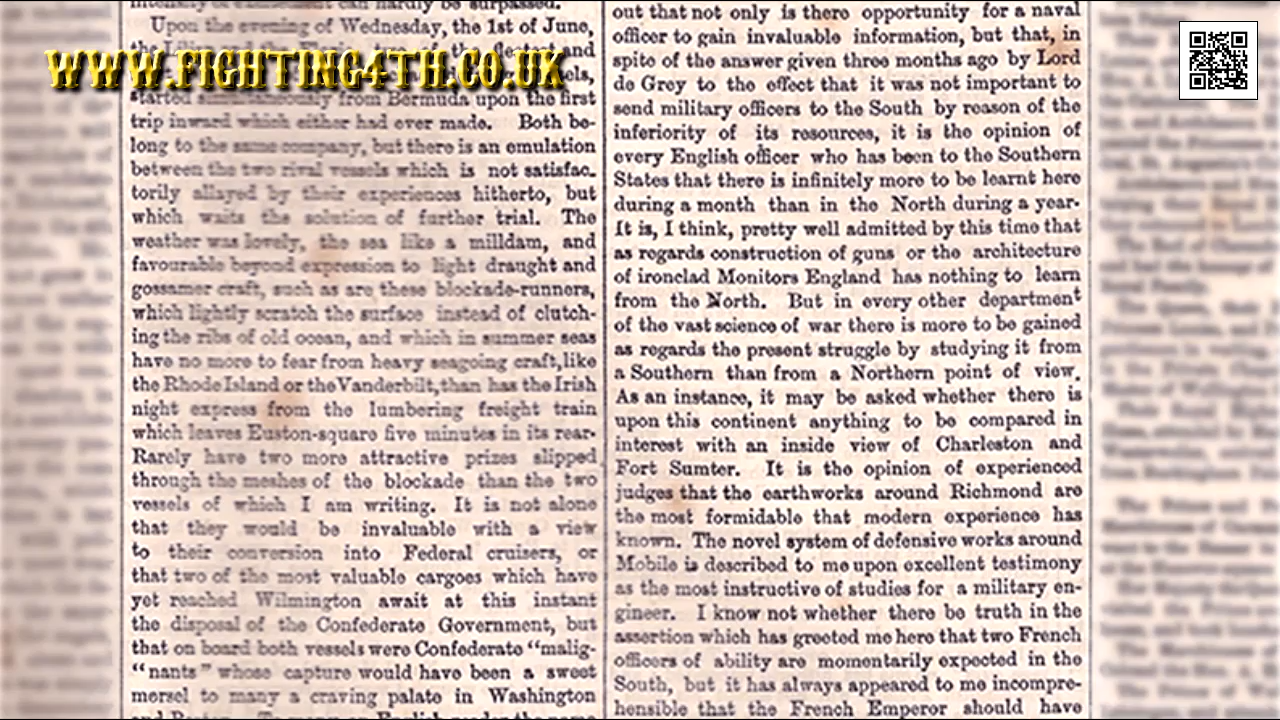 WWW.FIGHTING4TH.CO.UK
can hardly be surpassed.
Upon the evening of Wednesday, the 1st of June,
and
started simultaneously from Bermuda upon the first
trip inward which either had ever made. Both be-
long to the same company, but there is an emulation
between the two rival vessels which is not satisfac.
torily allayed by their experiences hitherto, but
which waits the solution of further trial. The
weather was lovely, the sea like a milldam, and
favourable beyond expression to light draught and
gossamer craft, such as are these blockade-runners,
which lightly scratch the surface instead of clutch-
ing the ribs of old ocean, and which in summer seas
have no more to fear from heavy seagoing craft, like
the Rhode Island or the Vanderbilt, than has the Irish
night express from the lumbering freight train
which leaves Euston-square five minutes in its rear.
Rarely have two more attractive prizes slipped
through the meshes of the blockade than the two
vessels of which I am writing. It is not alone
that they would be invaluable with a view
to their conversion into Federal cruisers, or
that two of the most valuable cargoes which have
yet reached Wilmington await at this instant
the disposal of the Confederate Government, but
that on board both vessels were Confederate “malig-
“nants” whose capture would have been a sweet
morsel to many a craving palate in Washington
out that not only is there opportunity for a naval
officer to gain invaluable information, but that, in
spite of the answer given three months ago by Lord
de Grey to the effect that it was not important to
send military officers to the South by reason of the
inferiority of its resources, it is the opinion of
every English officer who has been to the Southern
States that there is infinitely more to be learnt here
during a month than in the North during a year.
It is, I think, pretty well admitted by this time that
as regards construction of guns or the architecture
of ironclad Monitors England has nothing to learn
from the North. But in every other department
of the vast science of war there is more to be gained
as regards the present struggle by studying it from
a Southern than from a Northern point of view.
As an instance, it may be asked whether there is
upon this continent anything to be compared in
interest with an inside view of Charleston and
Fort Sumter. It is the opinion of experienced
judges that the earthworks around Richmond are
the most formidable that modern experience has
known. The novel system of defensive works around
Mobile is described to me upon excellent testimony
as the most instructive of studies for a military en-
gineer. I know not whether there be truth in the
assertion which has greeted me here that two French
officers of ability are momentarily expected in the
South, but it has always appeared to me incompre-
hensible that the French Emperor should have